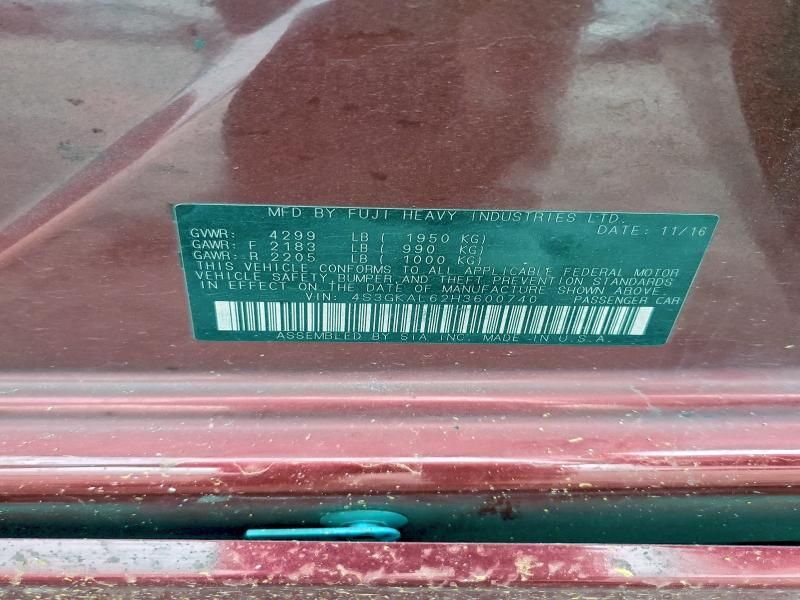 MFD BY FUJI HEAVY INDUSTRIES LTD.
DATE: 11/16
GVWR: 4299 LB ( 1950 KG)
GAWR: F 2183 LB ( 990 KG)
GAWR: R 2205 LB ( 1000 KG)
THIS VEHICLE CONFORMS TO ALL APPLICABLE FEDERAL MOTOR
VEHICLE SAFETY, BUMPER, AND THEFT PREVENTION STANDARDS
IN EFFECT ON THE DATE OF MANUFACTURE SHOWN ABOVE
VIN: 4S3GKAL62H3600740 PASSENGER CAR
ASSEMBLED BY SIA INC. MADE IN U.S.A.